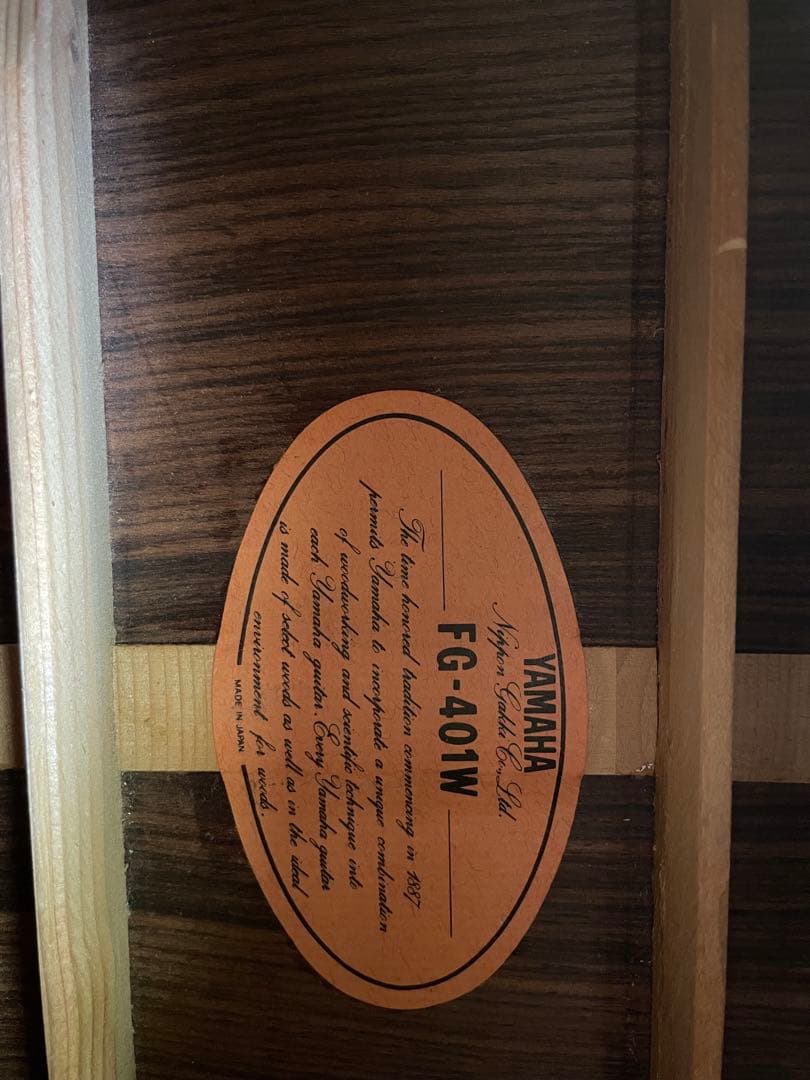 YAMAHA
Nippon Gakki Co., Ltd.
FG-401W
The time honored tradition commencing in 1887
permits Yamaha to incorporate a unique combination
of woodworking and scientific technique into
each Yamaha guitar. Every Yamaha guitar
is made of select woods as well as in the ideal
environment for woods.
MADE IN JAPAN